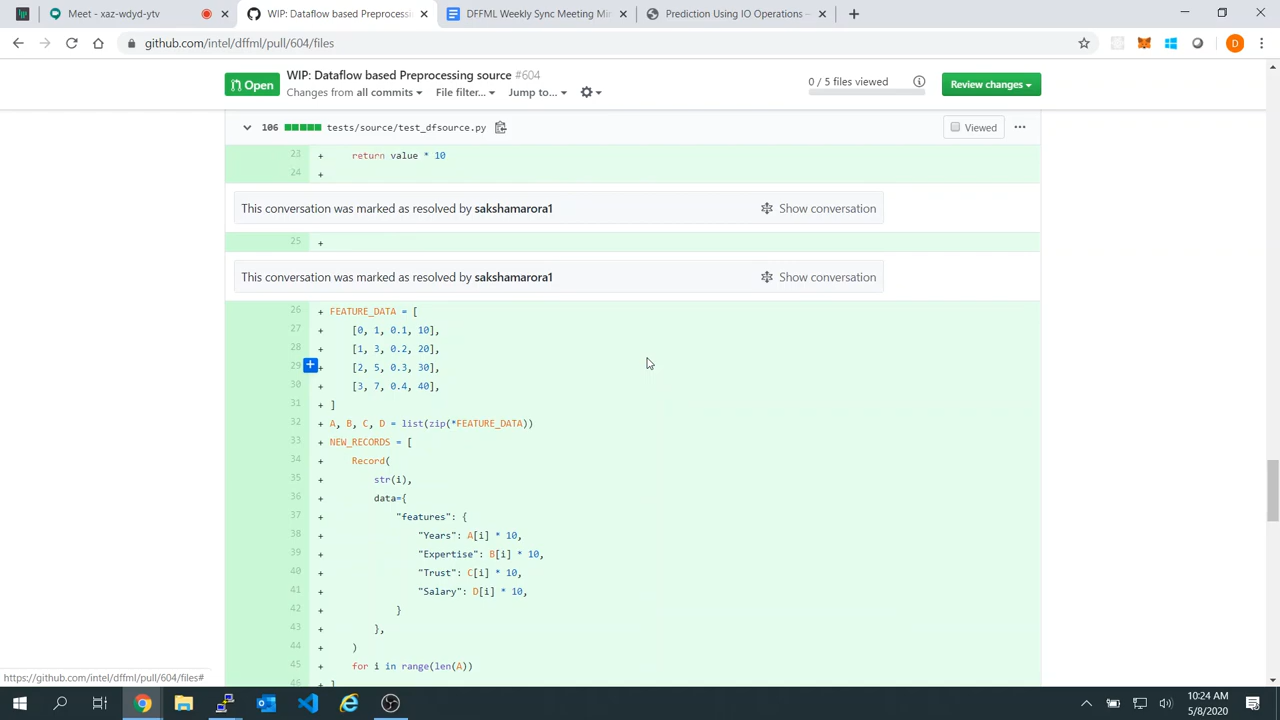 Meet - xaz-wdyd-ytv
WIP: Dataflow based Preprocessin
DFFML Weekly Sync Meeting Min
Prediction Using IO Operations —
github.com/intel/dffml/pull/604/files
D
Open
WIP: Dataflow based Preprocessing source #604
Changes from all commits
File filter...
Jump to...
0 / 5 files viewed
Review changes
106
tests/source/test_dfsource.py
Viewed
23 + return value * 10
24 +
This conversation was marked as resolved by sakshamarora1
Show conversation
25 +
This conversation was marked as resolved by sakshamarora1
Show conversation
26 + FEATURE_DATA = [
27 + [0, 1, 0.1, 10],
28 + [1, 3, 0.2, 20],
29 + [2, 5, 0.3, 30],
30 + [3, 7, 0.4, 40],
31 + ]
32 + A, B, C, D = list(zip(*FEATURE_DATA))
33 + NEW_RECORDS = [
34 + Record(
35 + str(i),
36 + data={
37 + "features": {
38 + "Years": A[i] * 10,
39 + "Expertise": B[i] * 10,
40 + "Trust": C[i] * 10,
41 + "Salary": D[i] * 10,
42 + }
43 + },
44 + )
45 + for i in range(len(A))
46 + ]
https://github.com/intel/dffml/pull/604/files#
10:24 AM
5/8/2020